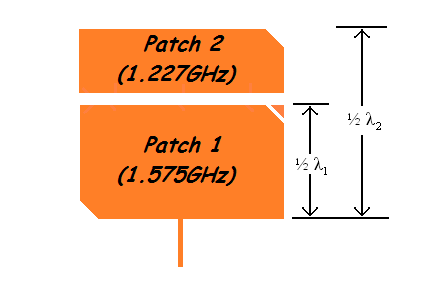 Patch 2
(1.227GHz)
½ λ2
Patch 1
(1.575GHz)
½ λ1